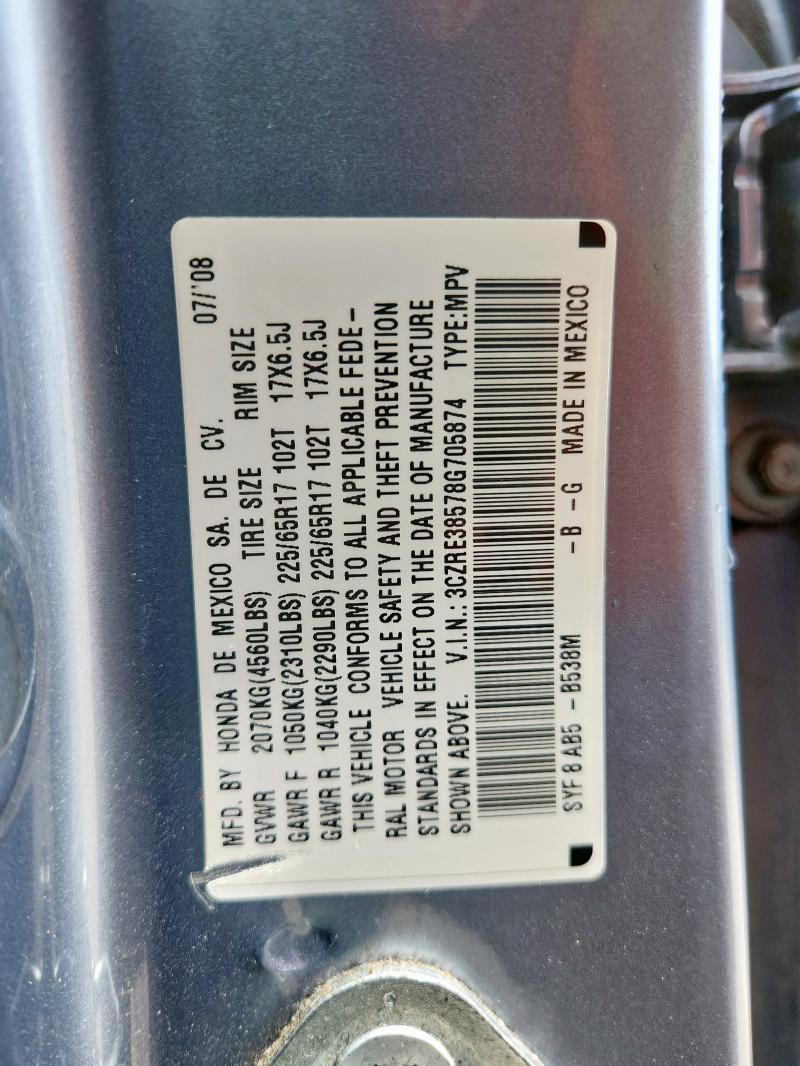 MFD. BY HONDA DE MEXICO SA. DE CV. 07/'08
GVWR 2070KG(4560LBS) TIRE SIZE RIM SIZE
GAWR F 1050KG(2310LBS) 225/65R17 102T 17X6.5J
GAWR R 1040KG(2290LBS) 225/65R17 102T 17X6.5J
THIS VEHICLE CONFORMS TO ALL APPLICABLE FEDE-
RAL MOTOR VEHICLE SAFETY AND THEFT PREVENTION
STANDARDS IN EFFECT ON THE DATE OF MANUFACTURE
SHOWN ABOVE. V.I.N.: 3CZRE38578G705874 TYPE:MPV
SYF 8 AB5 -B538M -B -G MADE IN MEXICO